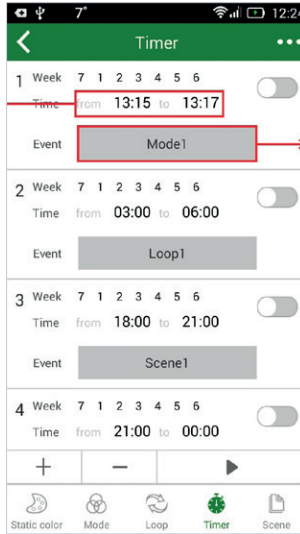 7° 12:24
Timer
1 Week 7 1 2 3 4 5 6
Time from 13:15 to 13:17
Event Mode1
2 Week 7 1 2 3 4 5 6
Time from 03:00 to 06:00
Event Loop1
3 Week 7 1 2 3 4 5 6
Time from 18:00 to 21:00
Event Scene1
4 Week 7 1 2 3 4 5 6
Time from 21:00 to 00:00
Static color Mode Loop Timer Scene